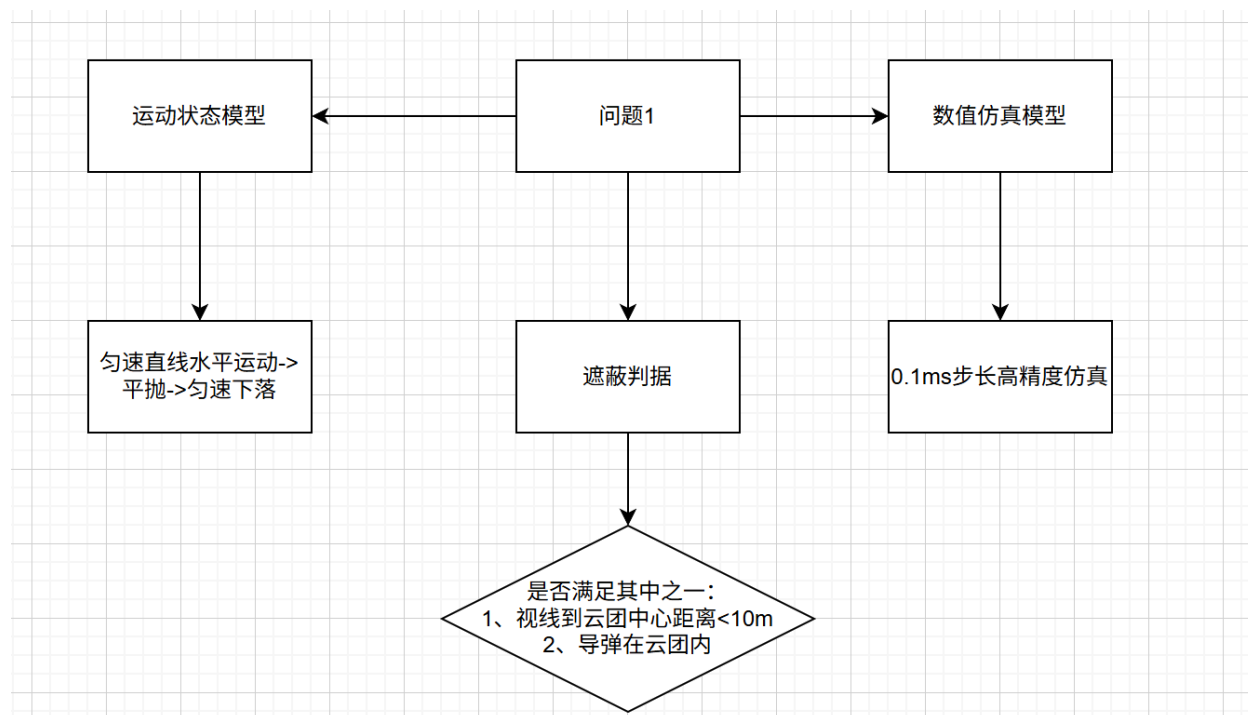 运动状态模型
问题1
数值仿真模型
匀速直线水平运动->
平抛->匀速下落
遮蔽判据
0.1ms步长高精度仿真
是否满足其中之一：
1、视线到云团中心距离<10m
2、导弹在云团内